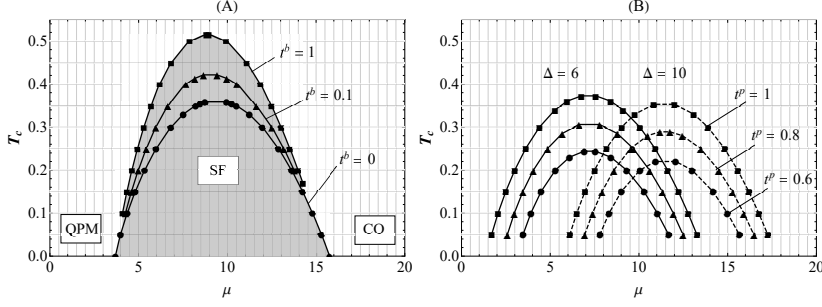 (A)
0.5
0.4
0.3
0.2
0.1
0.0
T_c
t^b = 1
t^b = 0.1
t^b = 0
SF
QPM
CO
0
5
10
15
20
μ
(B)
0.5
0.4
0.3
0.2
0.1
0.0
T_c
Δ = 6
Δ = 10
t^p = 1
t^p = 0.8
t^p = 0.6
0
5
10
15
20
μ